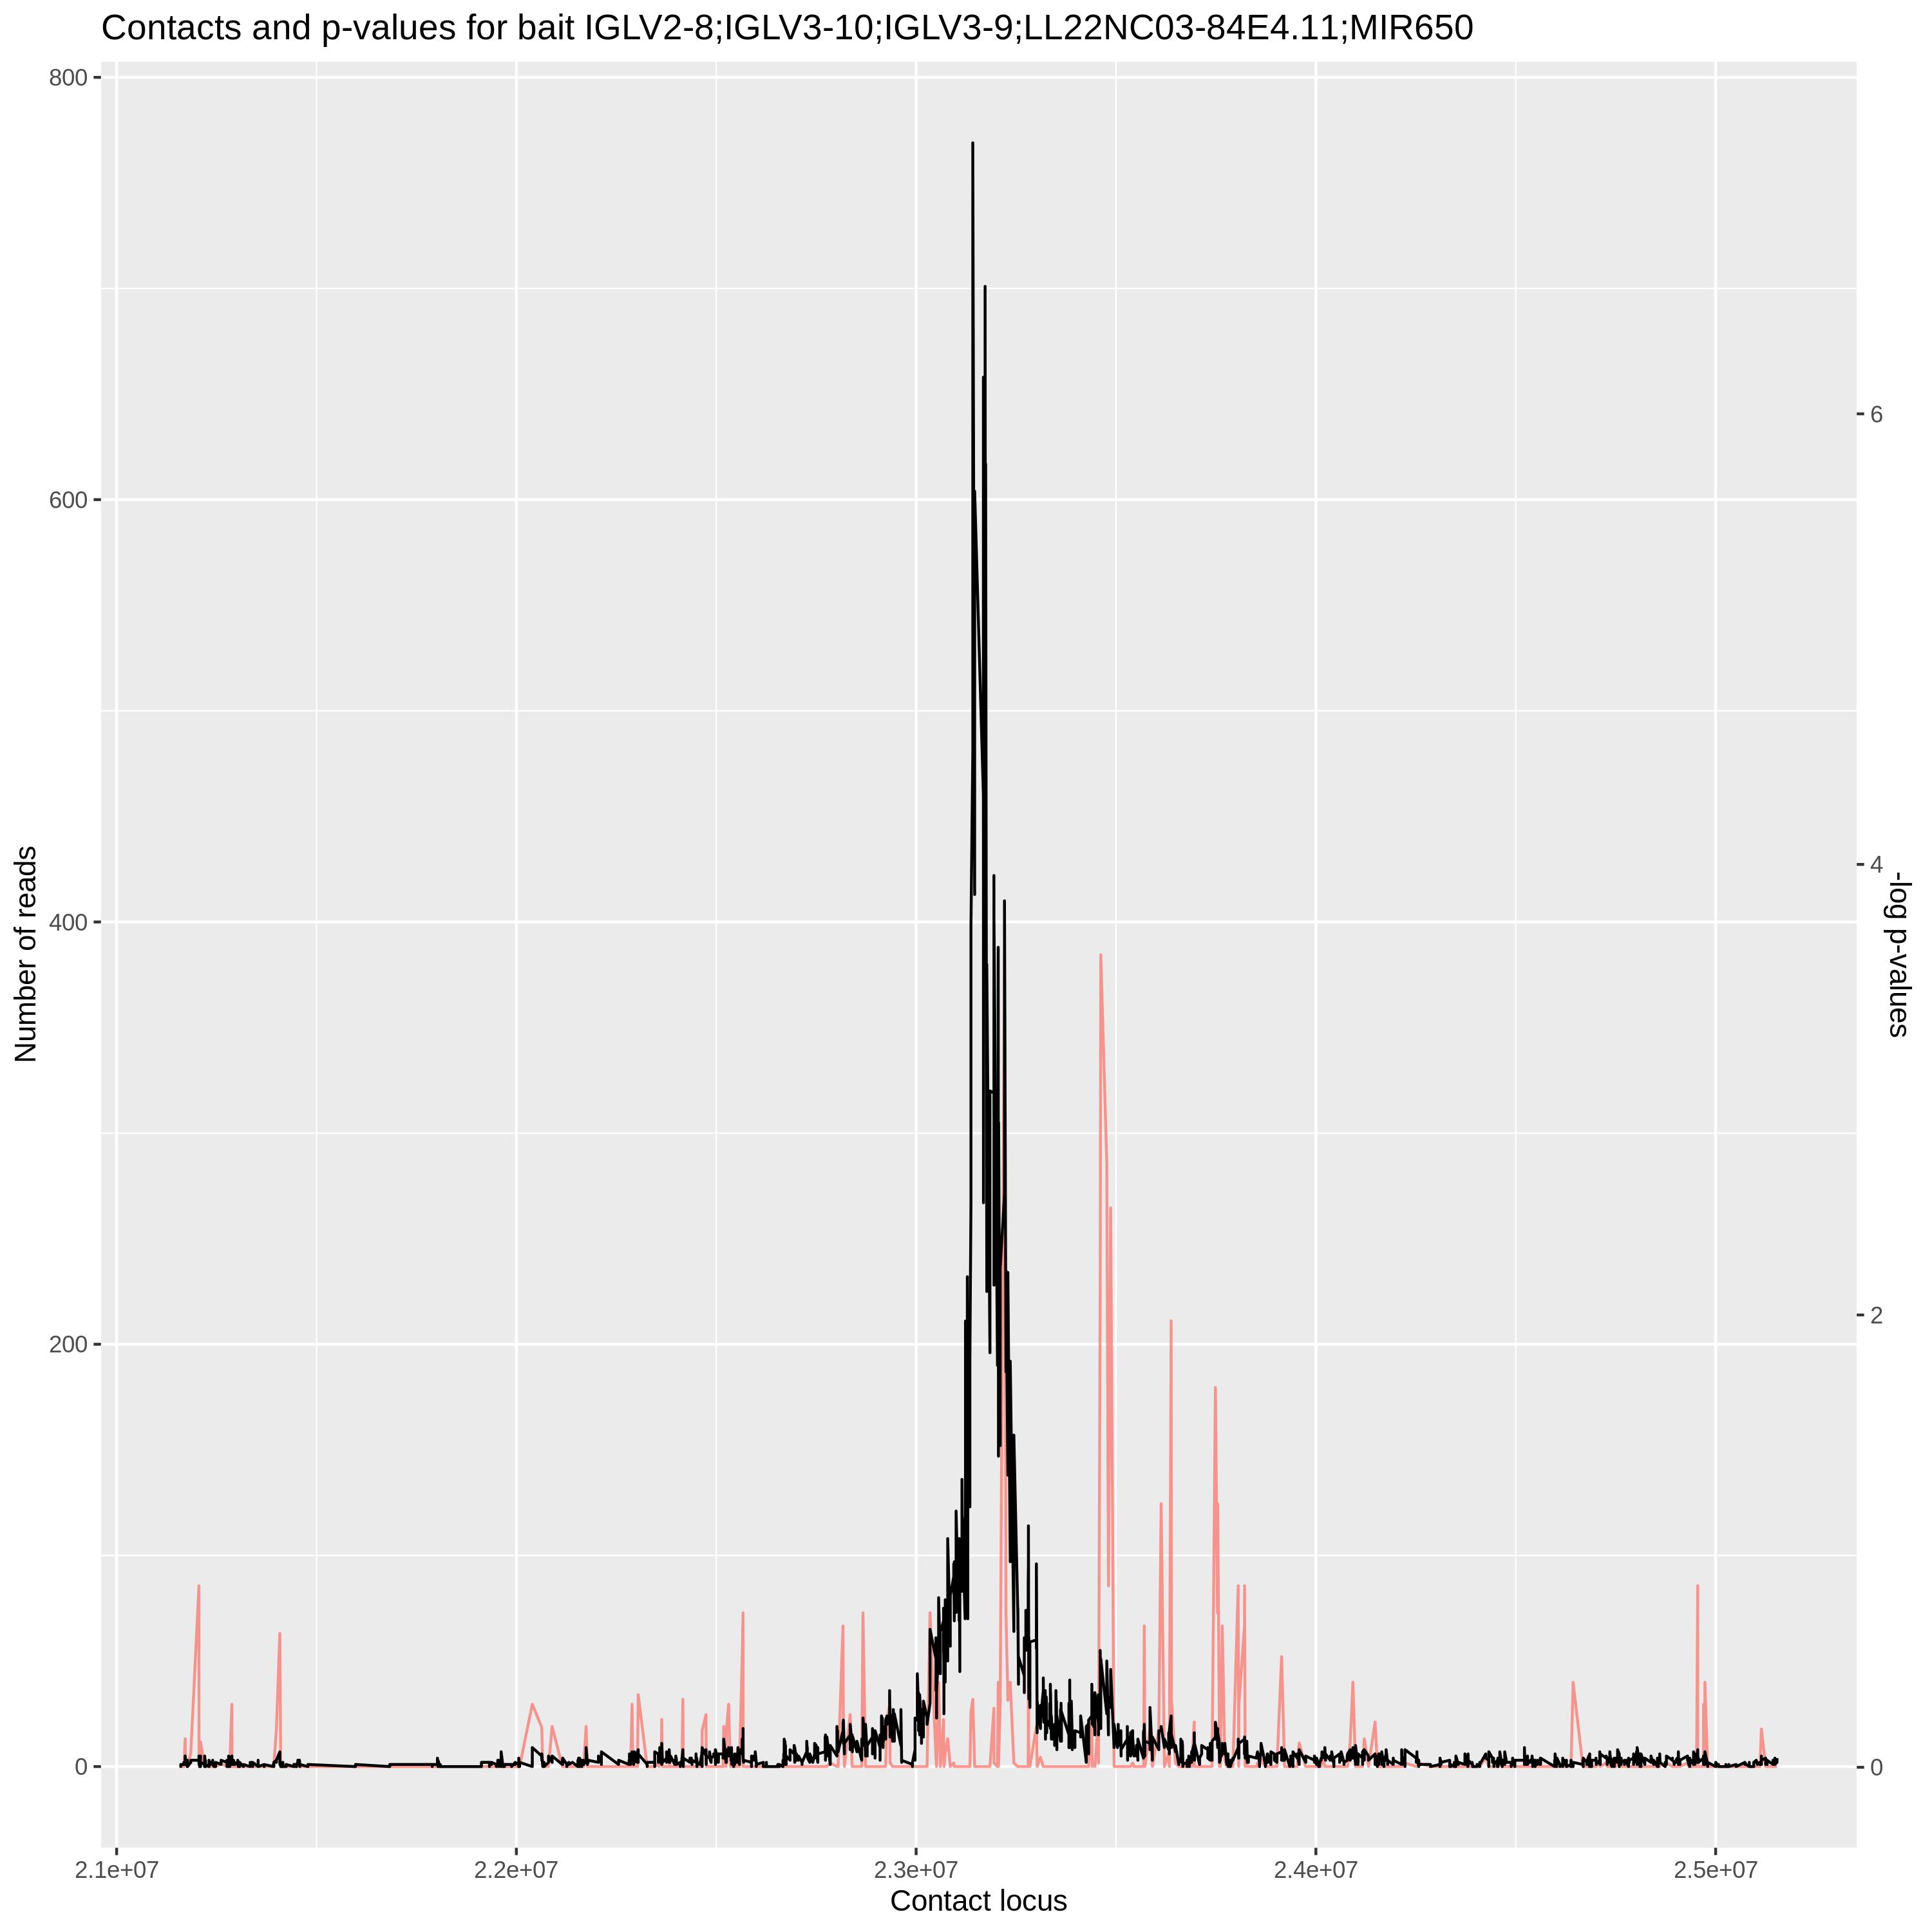 Contacts and p-values for bait IGLV2-8;IGLV3-10;IGLV3-9;LL22NC03-84E4.11;MIR650
800
600
400
200
0
Number of reads
6
4
2
0
-log p-values
2.1e+07
2.2e+07
2.3e+07
2.4e+07
2.5e+07
Contact locus